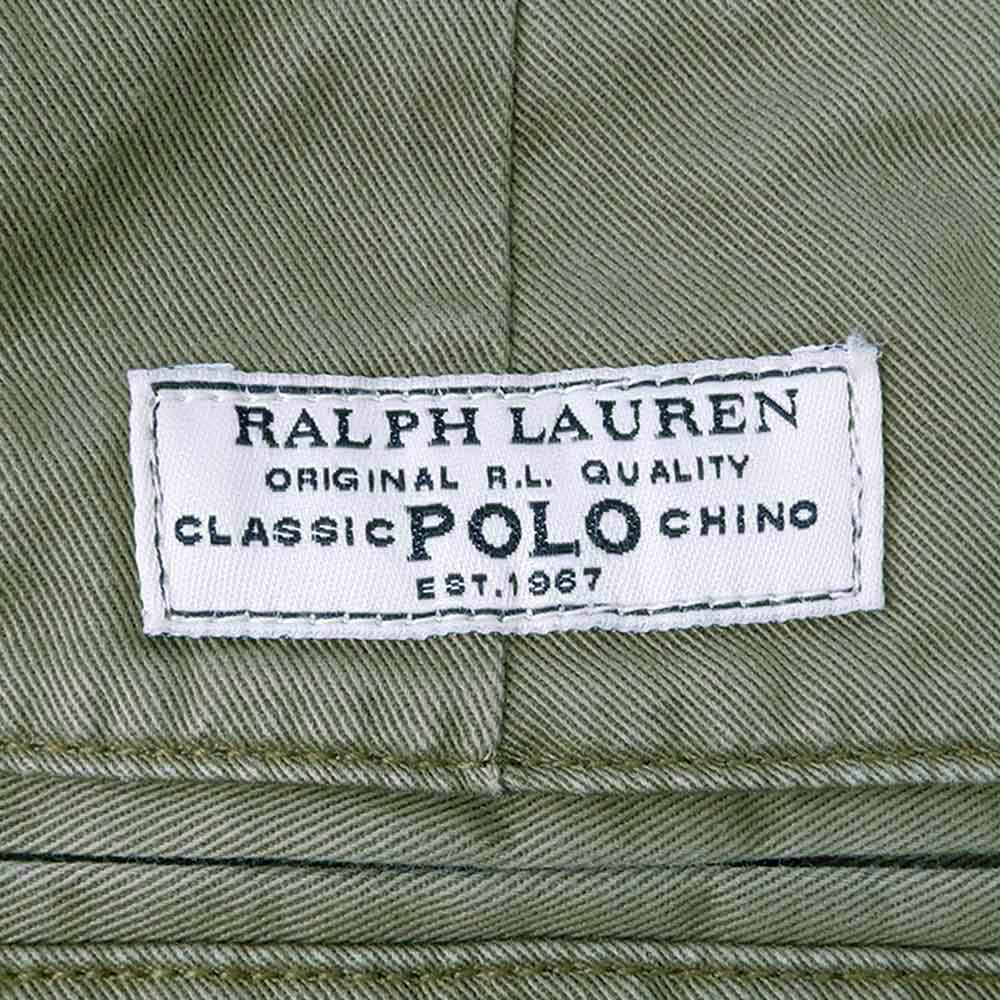 RALPH LAUREN
ORIGINAL R.L. QUALITY
CLASSIC POLO CHINO
EST. 1967